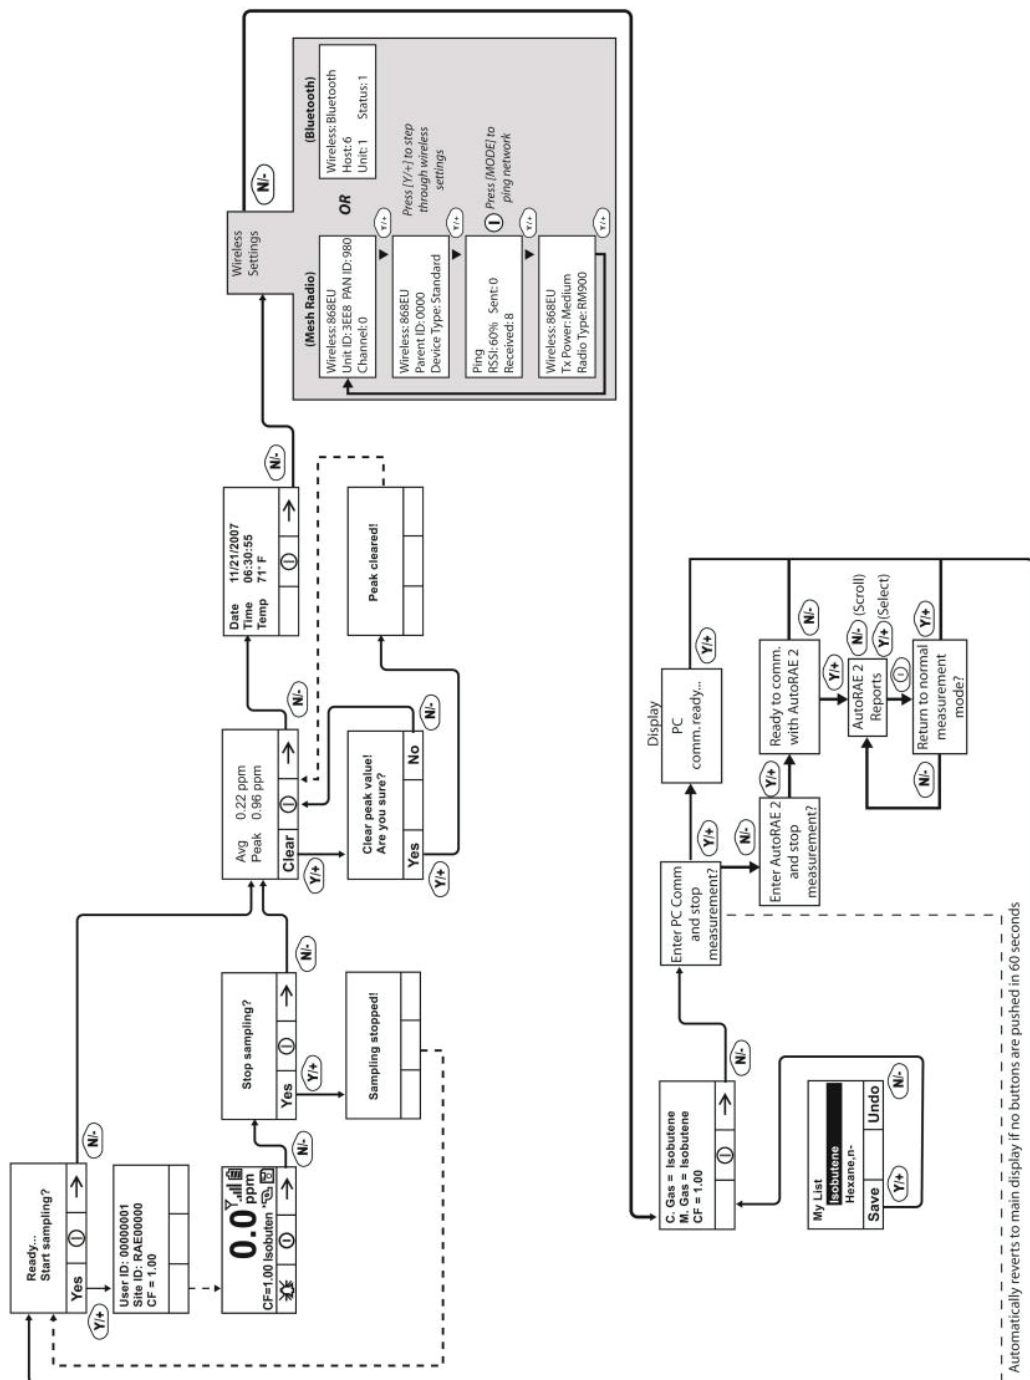 Ready...
Start sampling?
Yes
Y/+
N/-
User ID: 00000001
Site ID: RAE00000
CF = 1.00
0.0 ppm
CF=1.00 Isobuten
N/-
Stop sampling?
Yes
Y/+
N/-
Sampling stopped!
Avg 0.22 ppm
Peak 0.96 ppm
Clear
Y/+
N/-
Clear peak value!
Are you sure?
Yes No
Y/+
N/-
Peak cleared!
Date 11/21/2007
Time 06:30:55
Temp 71° F
N/-
Wireless
Settings
N/-
(Mesh Radio)
Wireless: 868EU
Unit ID: 3EE8 PAN ID: 980
Channel: 0
Y/+
Wireless: 868EU
Parent ID: 0000
Device Type: Standard
Y/+
Ping
RSSI: 60% Sent: 0
Received: 8
Y/+
Wireless: 868EU
Tx Power: Medium
Radio Type: RM900
Y/+
OR
(Bluetooth)
Wireless: Bluetooth
Host: 6
Unit: 1 Status: 1
Press [Y/+] to step
through wireless
settings
Press [MODE] to
ping network
C. Gas = Isobutene
M. Gas = Isobutene
CF = 1.00
N/-
My List
Isobutene
Hexane,n-
Save Undo
Y/+
N/-
Enter PC Comm
and stop
measurement?
Y/+
N/-
Display
PC
comm. ready...
Y/+
Enter AutoRAE 2
and stop
measurement?
Y/+
Ready to comm.
with AutoRAE 2
N/-
Y/+
AutoRAE 2
Reports
N/- (Scroll)
Y/+ (Select)
Return to normal
measurement
mode?
N/-
Y/+
Automatically reverts to main display if no buttons are pushed in 60 seconds